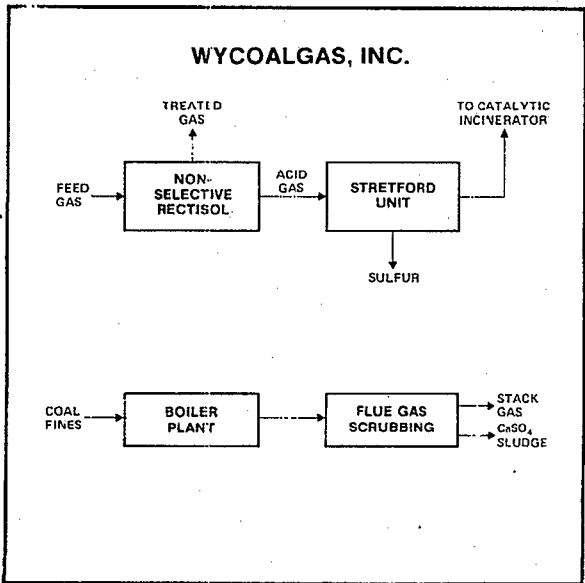 WYCOALGAS, INC.
TREATED
GAS
TO CATALYTIC
INCINERATOR
FEED
GAS
NON-
SELECTIVE
RECTISOL
ACID
GAS
STRETFORD
UNIT
SULFUR
COAL
FINES
BOILER
PLANT
FLUE GAS
SCRUBBING
STACK
GAS
CaSO₄
SLUDGE